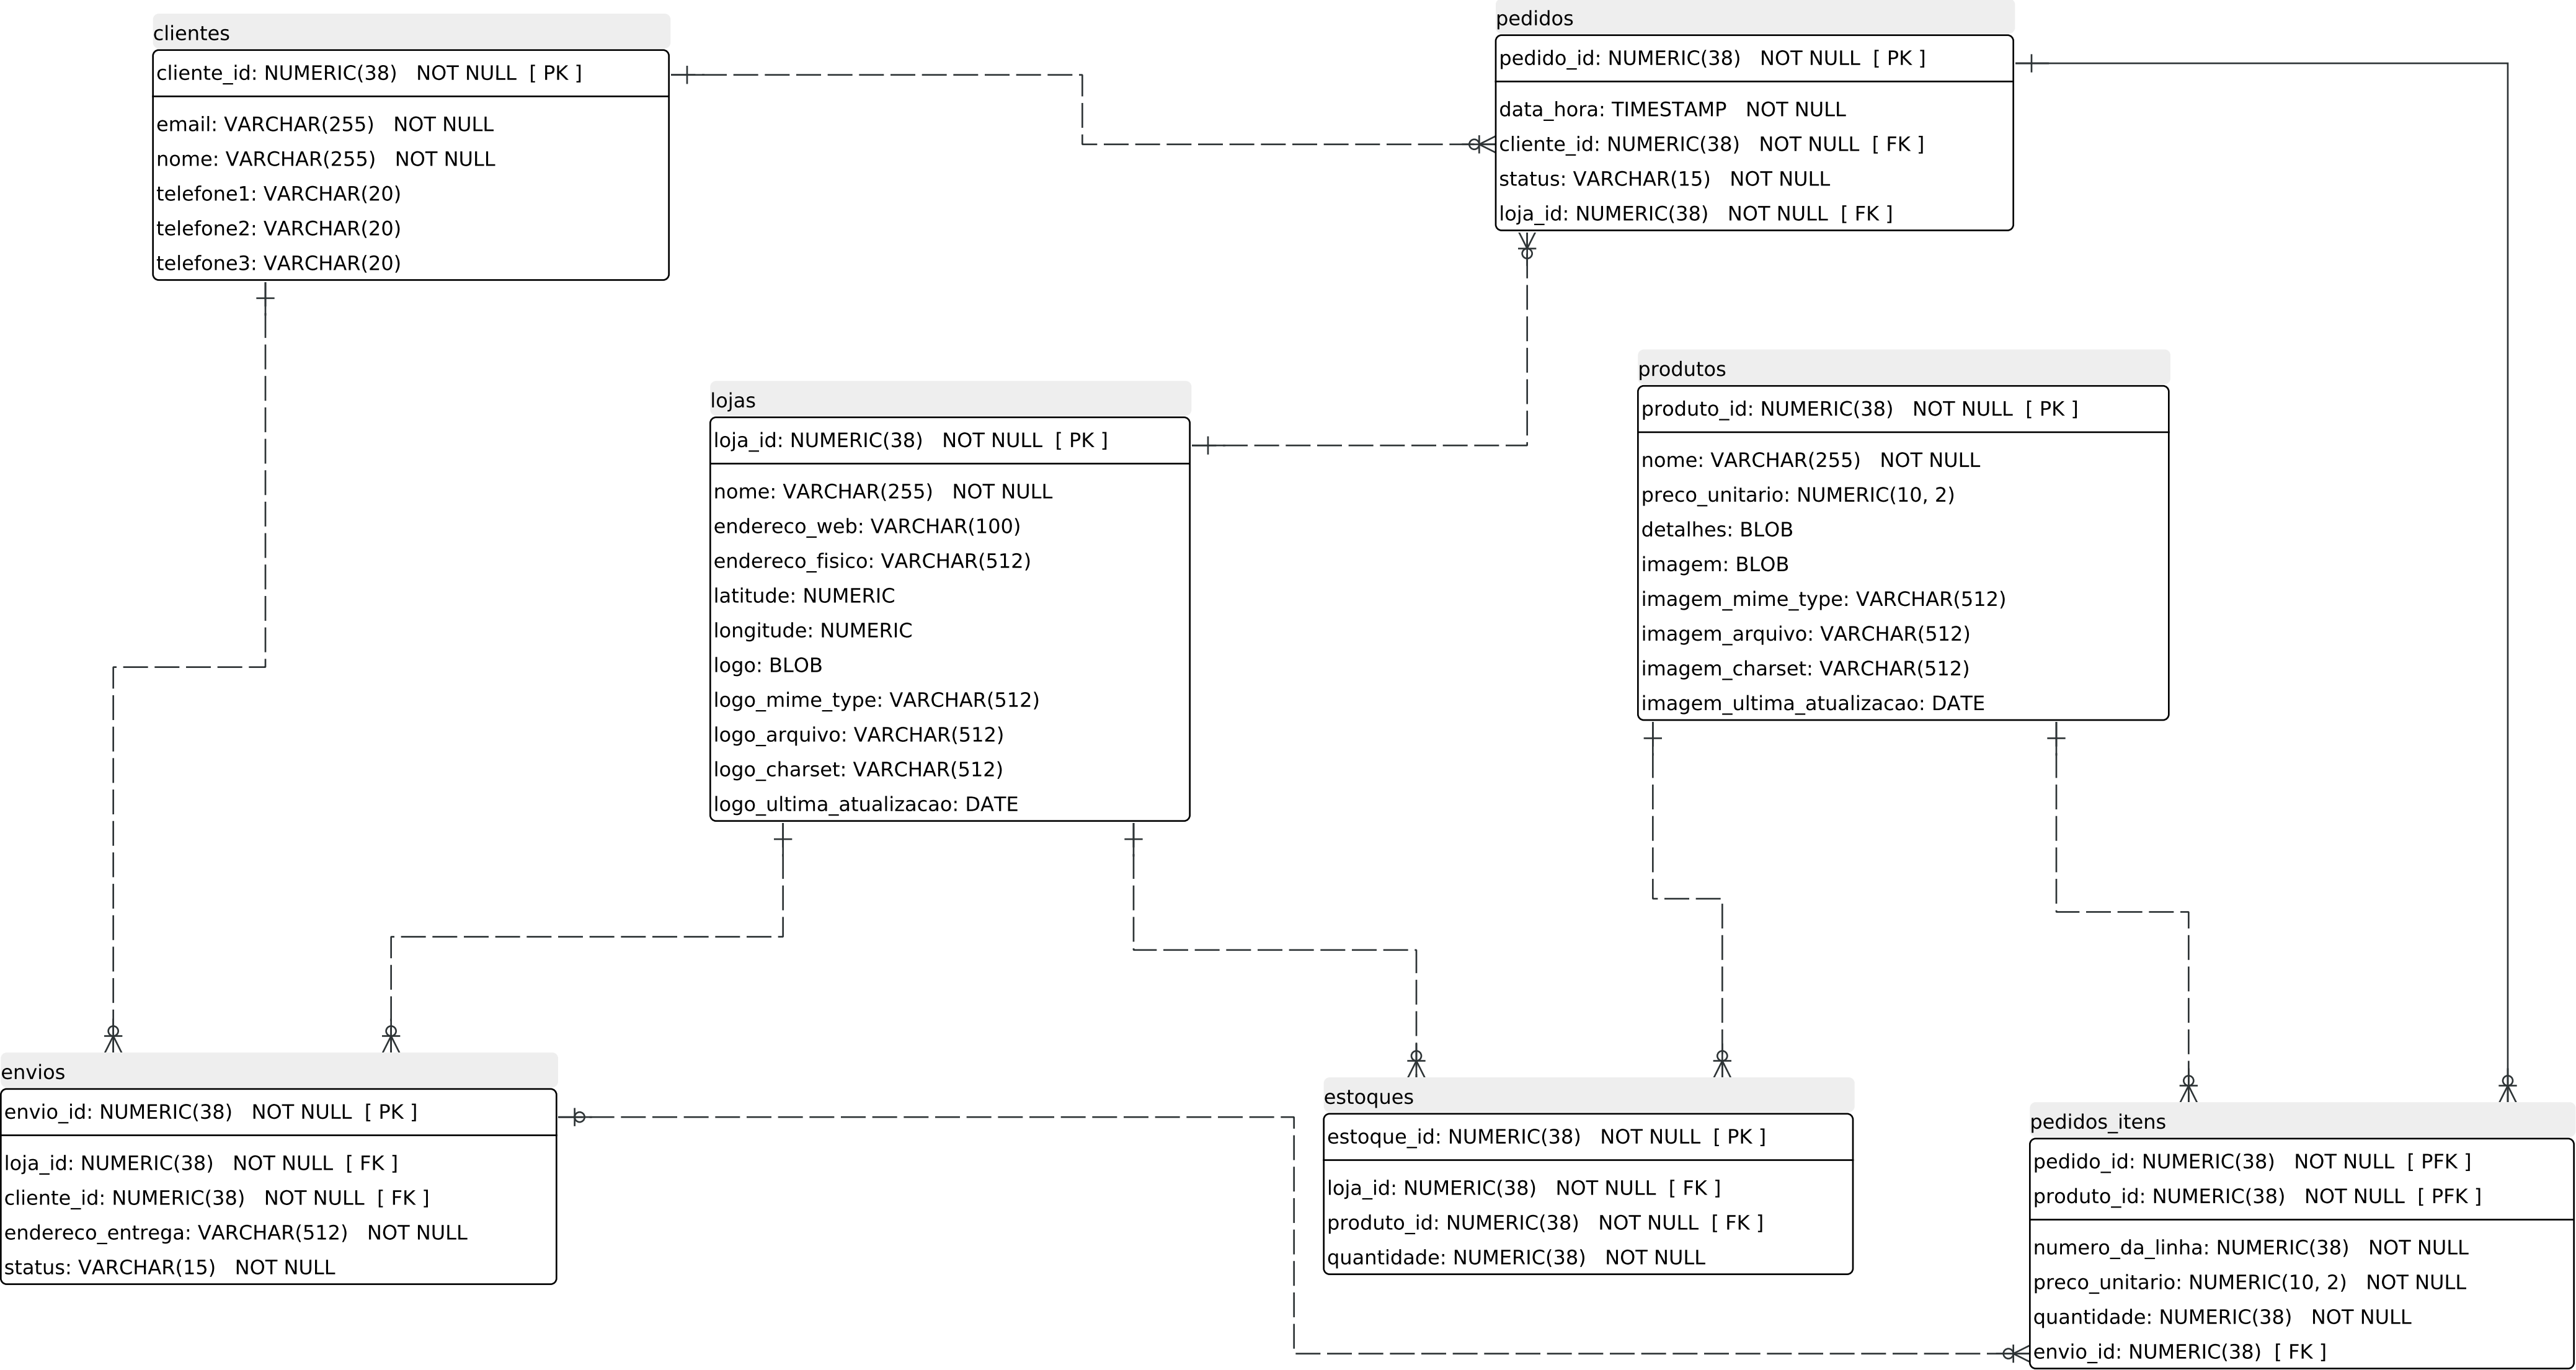 clientes
cliente_id: NUMERIC(38) NOT NULL [ PK ]
email: VARCHAR(255) NOT NULL
nome: VARCHAR(255) NOT NULL
telefone1: VARCHAR(20)
telefone2: VARCHAR(20)
telefone3: VARCHAR(20)
pedidos
pedido_id: NUMERIC(38) NOT NULL [ PK ]
data_hora: TIMESTAMP NOT NULL
cliente_id: NUMERIC(38) NOT NULL [ FK ]
status: VARCHAR(15) NOT NULL
loja_id: NUMERIC(38) NOT NULL [ FK ]
lojas
loja_id: NUMERIC(38) NOT NULL [ PK ]
nome: VARCHAR(255) NOT NULL
endereco_web: VARCHAR(100)
endereco_fisico: VARCHAR(512)
latitude: NUMERIC
longitude: NUMERIC
logo: BLOB
logo_mime_type: VARCHAR(512)
logo_arquivo: VARCHAR(512)
logo_charset: VARCHAR(512)
logo_ultima_atualizacao: DATE
produtos
produto_id: NUMERIC(38) NOT NULL [ PK ]
nome: VARCHAR(255) NOT NULL
preco_unitario: NUMERIC(10, 2)
detalhes: BLOB
imagem: BLOB
imagem_mime_type: VARCHAR(512)
imagem_arquivo: VARCHAR(512)
imagem_charset: VARCHAR(512)
imagem_ultima_atualizacao: DATE
envios
envio_id: NUMERIC(38) NOT NULL [ PK ]
loja_id: NUMERIC(38) NOT NULL [ FK ]
cliente_id: NUMERIC(38) NOT NULL [ FK ]
endereco_entrega: VARCHAR(512) NOT NULL
status: VARCHAR(15) NOT NULL
estoques
estoque_id: NUMERIC(38) NOT NULL [ PK ]
loja_id: NUMERIC(38) NOT NULL [ FK ]
produto_id: NUMERIC(38) NOT NULL [ FK ]
quantidade: NUMERIC(38) NOT NULL
pedidos_itens
pedido_id: NUMERIC(38) NOT NULL [ PFK ]
produto_id: NUMERIC(38) NOT NULL [ PFK ]
numero_da_linha: NUMERIC(38) NOT NULL
preco_unitario: NUMERIC(10, 2) NOT NULL
quantidade: NUMERIC(38) NOT NULL
envio_id: NUMERIC(38) [ FK ]